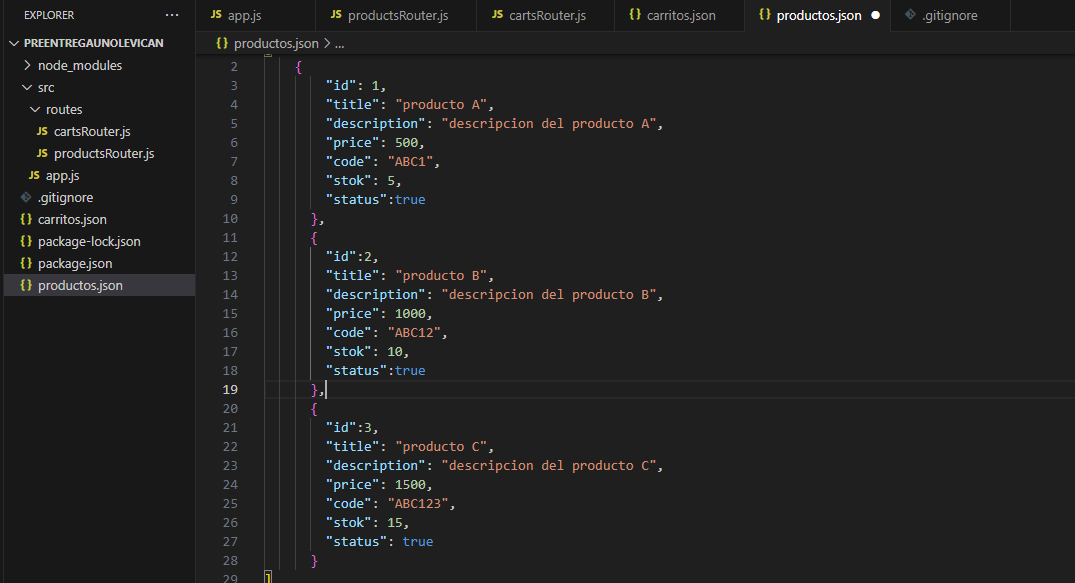 EXPLORER ...
PREENTREGAUNOLEVICAN
node_modules
src
routes
JS cartsRouter.js
JS productsRouter.js
JS app.js
.gitignore
{} carritos.json
{} package-lock.json
{} package.json
{} productos.json
JS app.js JS productsRouter.js JS cartsRouter.js {} carritos.json {} productos.json .gitignore
{} productos.json > ...
2 {
3 "id": 1,
4 "title": "producto A",
5 "description": "descripcion del producto A",
6 "price": 500,
7 "code": "ABC1",
8 "stok": 5,
9 "status":true
10 },
11 {
12 "id":2,
13 "title": "producto B",
14 "description": "descripcion del producto B",
15 "price": 1000,
16 "code": "ABC12",
17 "stok": 10,
18 "status":true
19 },
20 {
21 "id":3,
22 "title": "producto C",
23 "description": "descripcion del producto C",
24 "price": 1500,
25 "code": "ABC123",
26 "stok": 15,
27 "status": true
28 }
29 ]